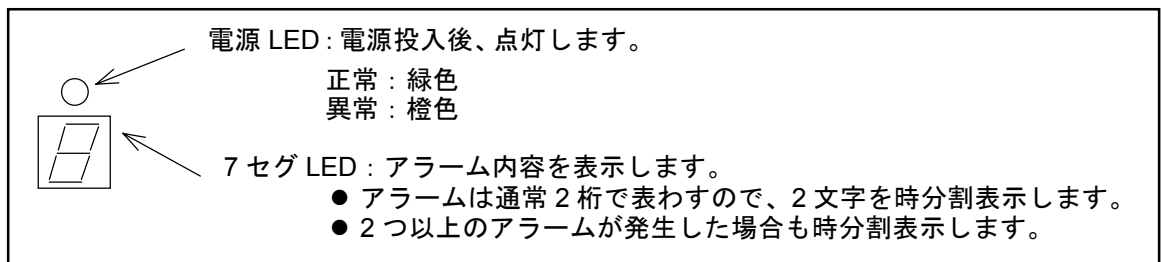 電源 LED : 電源投入後、点灯します。
正常 : 緑色
異常 : 橙色
7 セグ LED : アラーム内容を表示します。
● アラームは通常 2 桁で表わすので、2 文字を時分割表示します。
● 2 つ以上のアラームが発生した場合も時分割表示します。